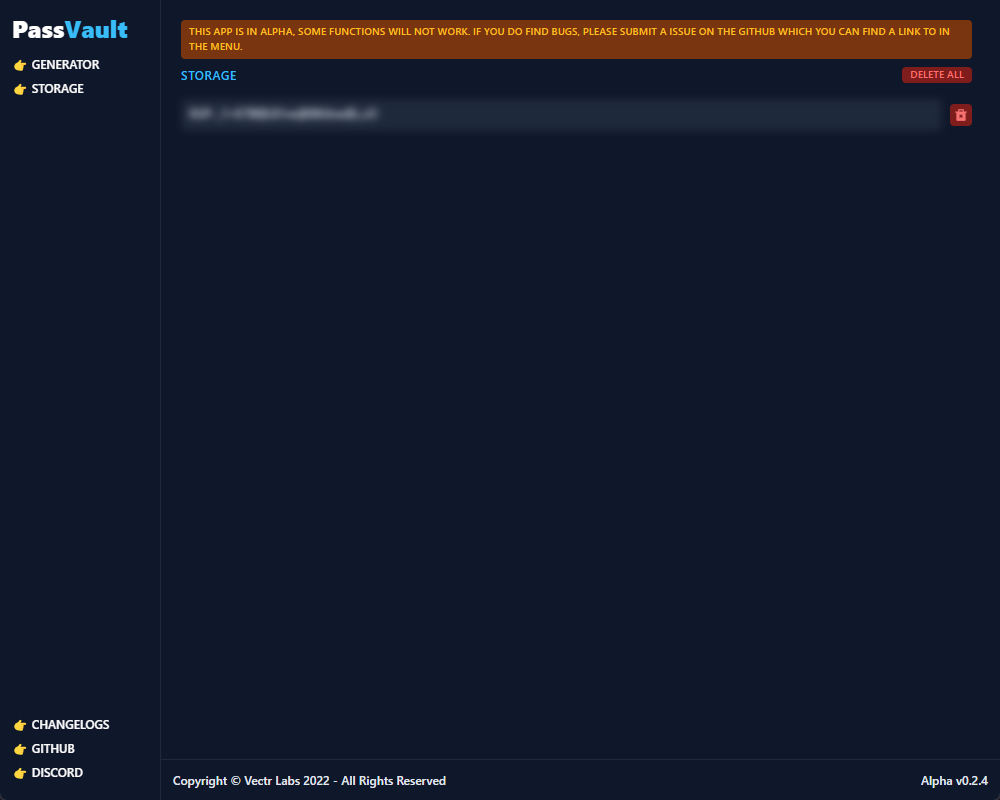 PassVault
GENERATOR
STORAGE
THIS APP IS IN ALPHA, SOME FUNCTIONS WILL NOT WORK. IF YOU DO FIND BUGS, PLEASE SUBMIT A ISSUE ON THE GITHUB WHICH YOU CAN FIND A LINK TO IN
THE MENU.
STORAGE
DELETE ALL
CHANGELOGS
GITHUB
DISCORD
Copyright © Vectr Labs 2022 - All Rights Reserved
Alpha v0.2.4